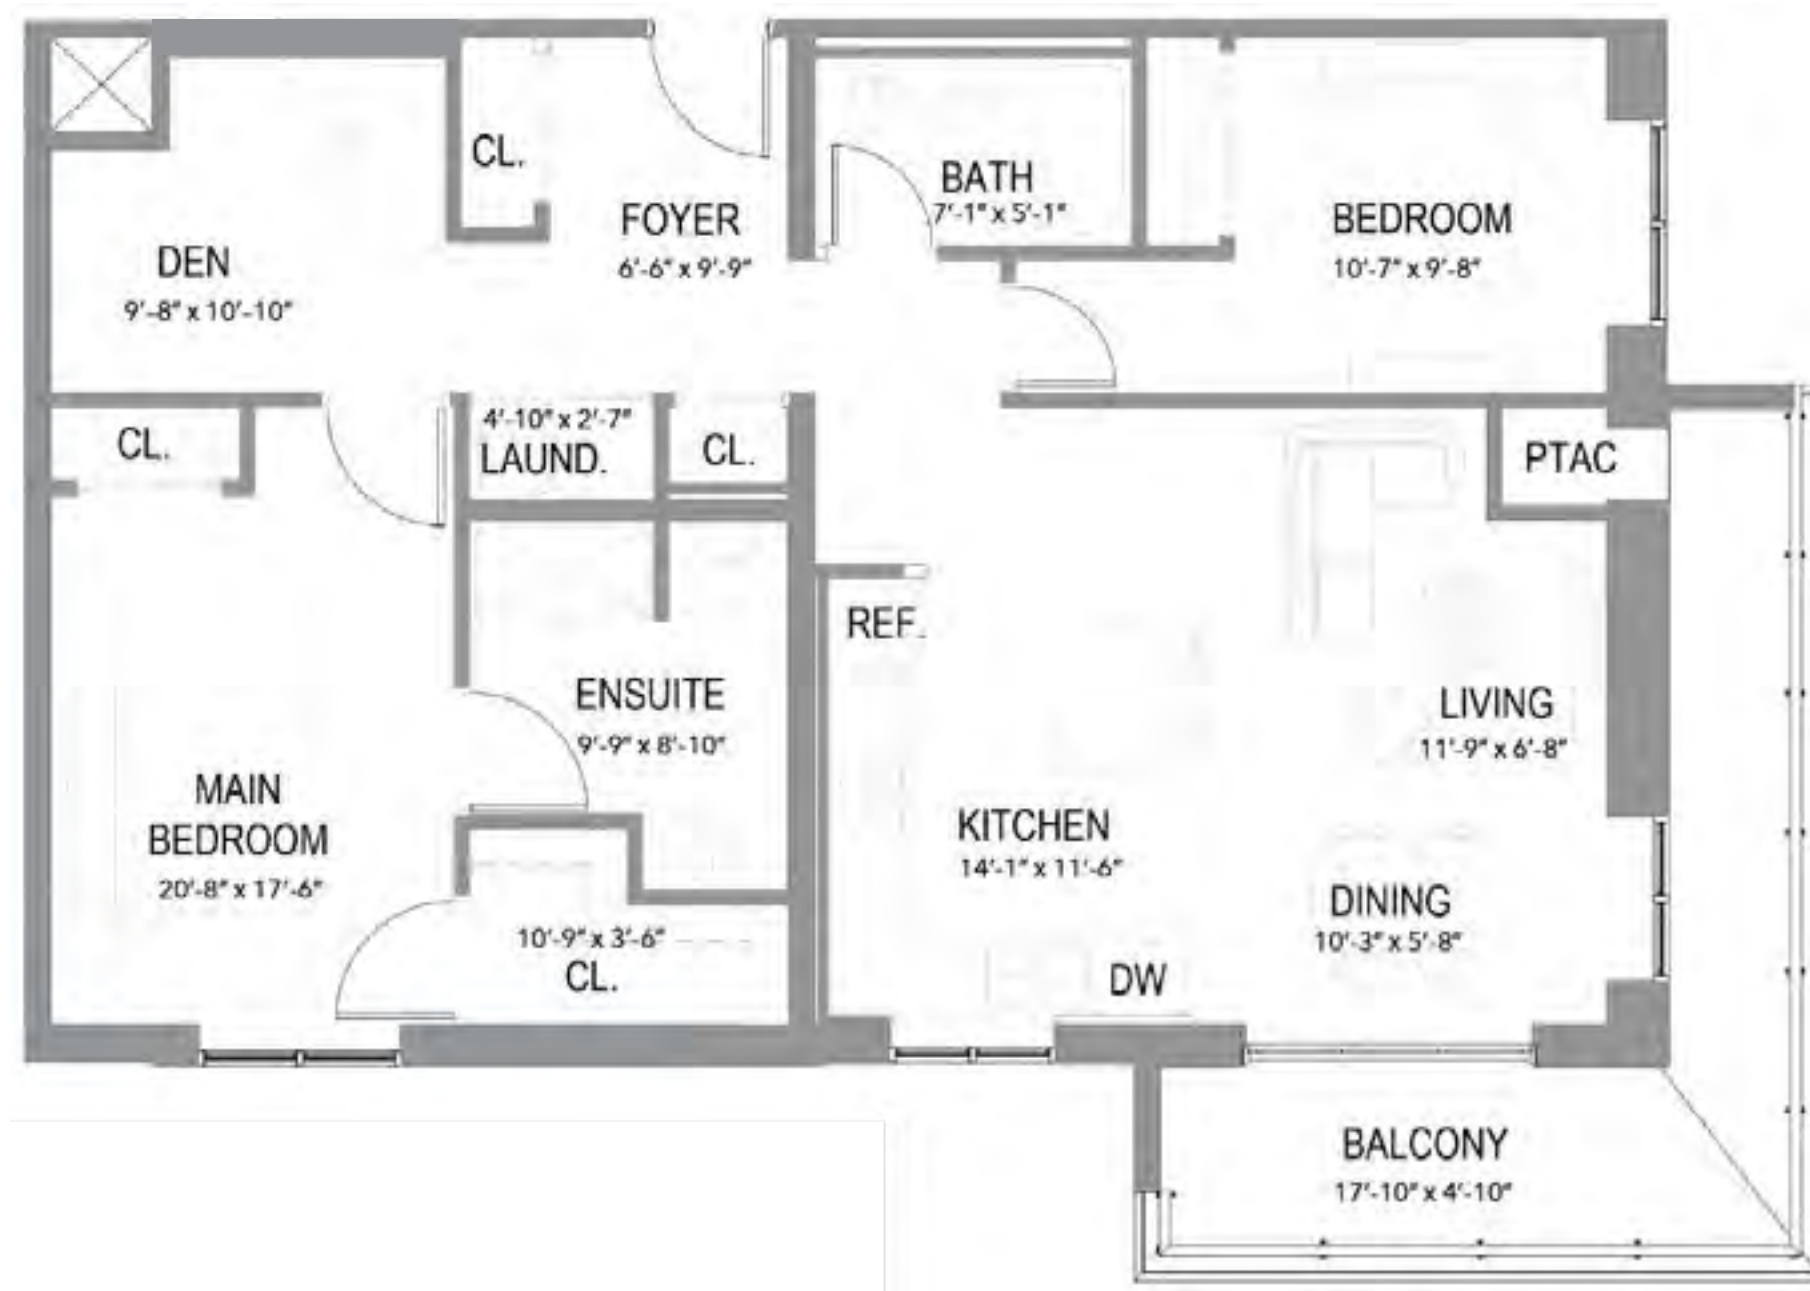 CL.
FOYER
6'-6" x 9'-9"
BATH
7'-1" x 5'-1"
BEDROOM
10'-7" x 9'-8"
DEN
9'-8" x 10'-10"
CL.
4'-10" x 2'-7"
LAUND.
CL.
PTAC
REF.
ENSUITE
9'-9" x 8'-10"
LIVING
11'-9" x 6'-8"
MAIN
BEDROOM
20'-8" x 17'-6"
KITCHEN
14'-1" x 11'-6"
DINING
10'-3" x 5'-8"
10'-9" x 3'-6"
CL.
DW
BALCONY
17'-10" x 4'-10"